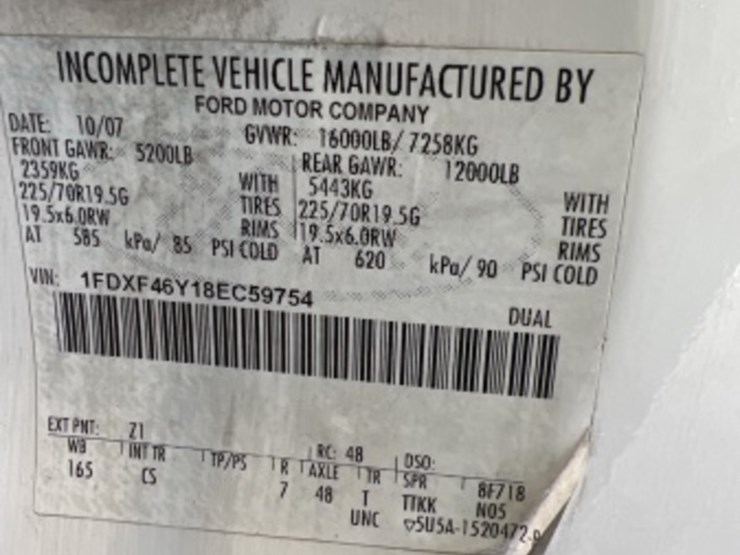 INCOMPLETE VEHICLE MANUFACTURED BY
FORD MOTOR COMPANY
DATE: 10/07 GVWR: 16000LB/ 7258KG
FRONT GAWR: 5200LB REAR GAWR: 12000LB
2359KG WITH 5443KG WITH
225/70R19.5G TIRES 225/70R19.5G TIRES
19.5x6.0RW RIMS 19.5x6.0RW RIMS
AT 585 kPa/ 85 PSI COLD AT 620 kPa/ 90 PSI COLD
VIN: 1FDXF46Y18EC59754
DUAL
EXT PNT: Z1 RC: 48 DSO:
WB INT TR TP/PS R AXLE TR SPR 8F718
165 CS 7 48 T TTKK N05
UNC ▽5U5A-1520472-